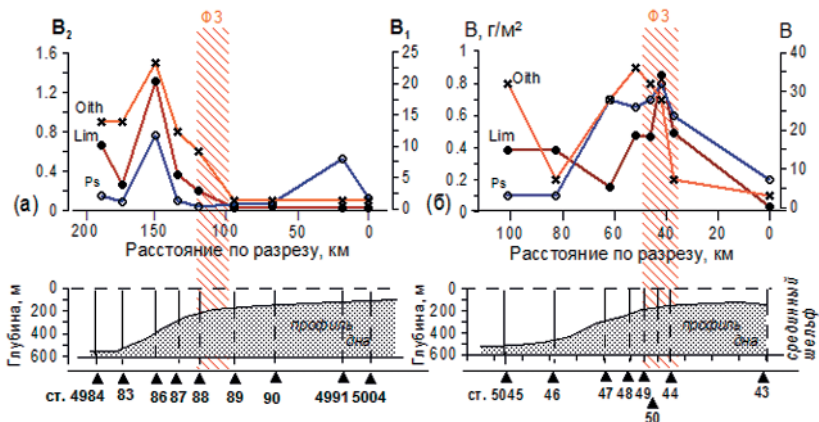 ФЗ
B₂
B₁
1.6
1.2
0.8
0.4
0
25
20
15
10
5
0
Oith
Lim
Ps
(а)
200
150
100
50
0
Расстояние по разрезу, км
Глубина, м
0
200
400
600
профиль
дна
ст. 4984
83
86
87
88
89
90
4991
5004
ФЗ
В, г/м²
В
1
0.8
0.6
0.4
0.2
0
40
30
20
10
0
Oith
Lim
Ps
(б)
100
80
60
40
20
0
Расстояние по разрезу, км
Глубина, м
0
200
400
600
профиль
дна
срединный
шельф
ст. 5045
46
47
48
49
50
44
43